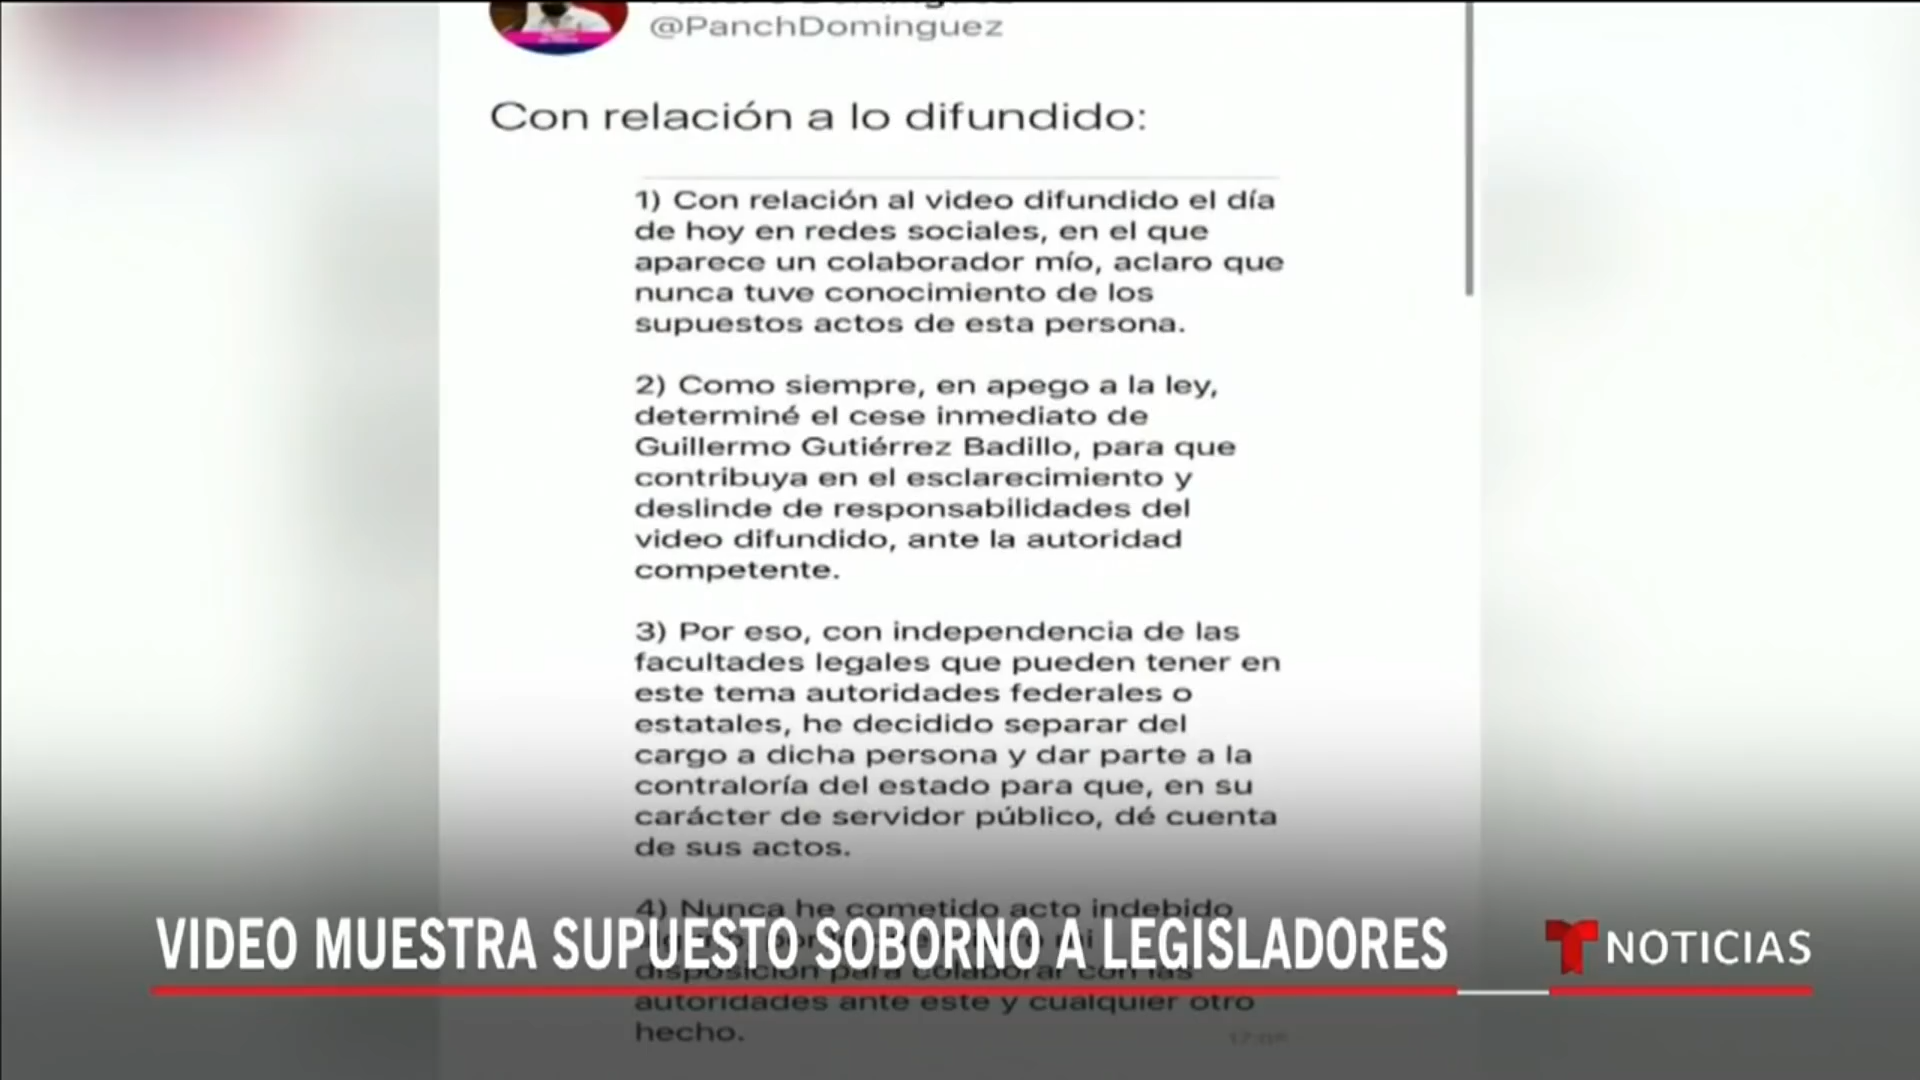 @PanchDominguez
Con relación a lo difundido:
1) Con relación al video difundido el día
de hoy en redes sociales, en el que
aparece un colaborador mío, aclaro que
nunca tuve conocimiento de los
supuestos actos de esta persona.
2) Como siempre, en apego a la ley,
determiné el cese inmediato de
Guillermo Gutiérrez Badillo, para que
contribuya en el esclarecimiento y
deslinde de responsabilidades del
video difundido, ante la autoridad
competente.
3) Por eso, con independencia de las
facultades legales que pueden tener en
este tema autoridades federales o
estatales, he decidido separar del
cargo a dicha persona y dar parte a la
contraloría del estado para que, en su
carácter de servidor público, dé cuenta
de sus actos.
4) Nunca he cometido acto indebido
mi
disposición para colaborar con las
autoridades ante este y cualquier otro
hecho.
VIDEO MUESTRA SUPUESTO SOBORNO A LEGISLADORES
NOTICIAS